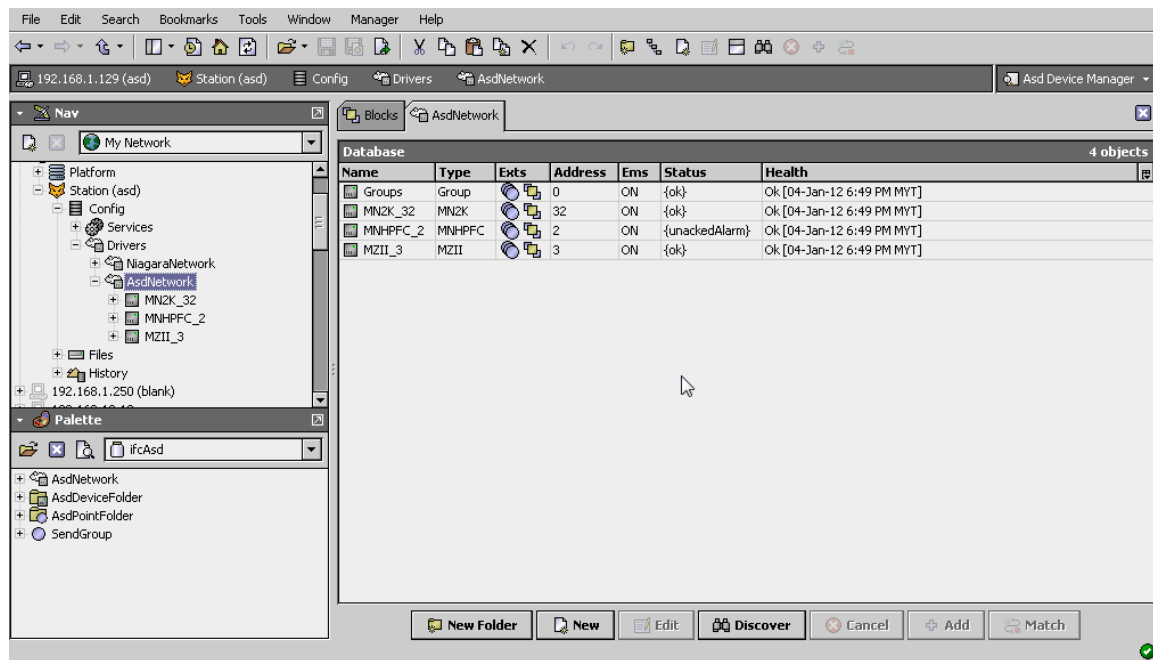 File Edit Search Bookmarks Tools Window Manager Help
192.168.1.129 (asd) Station (asd) Config Drivers AsdNetwork Asd Device Manager
Nav
My Network
Platform
Station (asd)
Config
Services
Drivers
NiagaraNetwork
AsdNetwork
MN2K_32
MNHPFC_2
MZII_3
Files
History
192.168.1.250 (blank)
Palette
ifcAsd
AsdNetwork
AsdDeviceFolder
AsdPointFolder
SendGroup
Blocks AsdNetwork
Database 4 objects
Name Type Exts Address Ems Status Health
Groups Group 0 ON {ok} Ok [04-Jan-12 6:49 PM MYT]
MN2K_32 MN2K 32 ON {ok} Ok [04-Jan-12 6:49 PM MYT]
MNHPFC_2 MNHPFC 2 ON {unackedAlarm} Ok [04-Jan-12 6:49 PM MYT]
MZII_3 MZII 3 ON {ok} Ok [04-Jan-12 6:49 PM MYT]
New Folder New Edit Discover Cancel Add Match